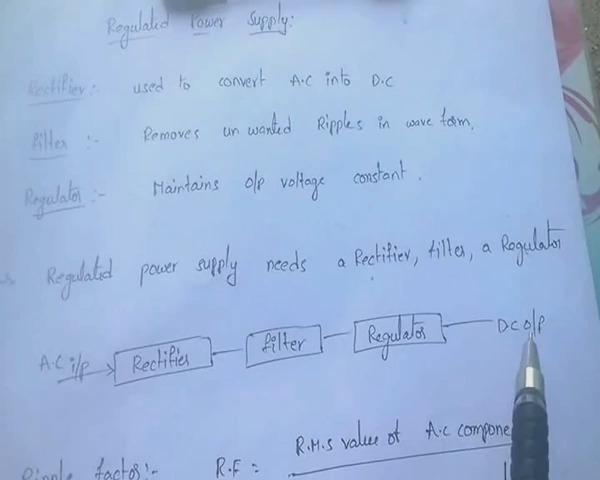 Regulated Power Supply:
Rectifier:- used to convert A.C into D.C
Filter :- Removes un wanted Ripples in wave form.
Regulator:- Maintains o/p voltage constant.
Regulated power supply needs a Rectifier, filter, a Regulator
A.C i/p Rectifier filter Regulator DC o/p
R.M.S value of A.C compone
Ripple factor:- R.F =